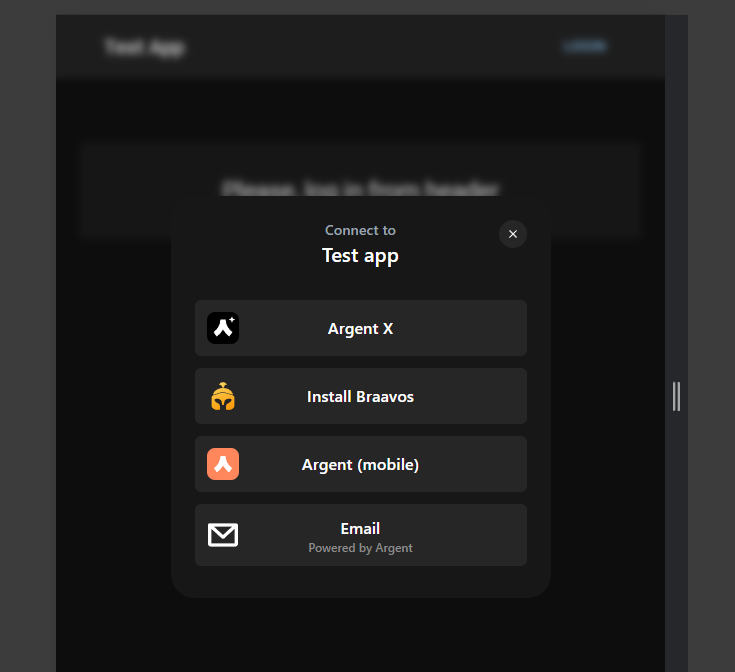 Test App
LOGIN
Please, log in from header
Connect to
Test app
Argent X
Install Braavos
Argent (mobile)
Email
Powered by Argent